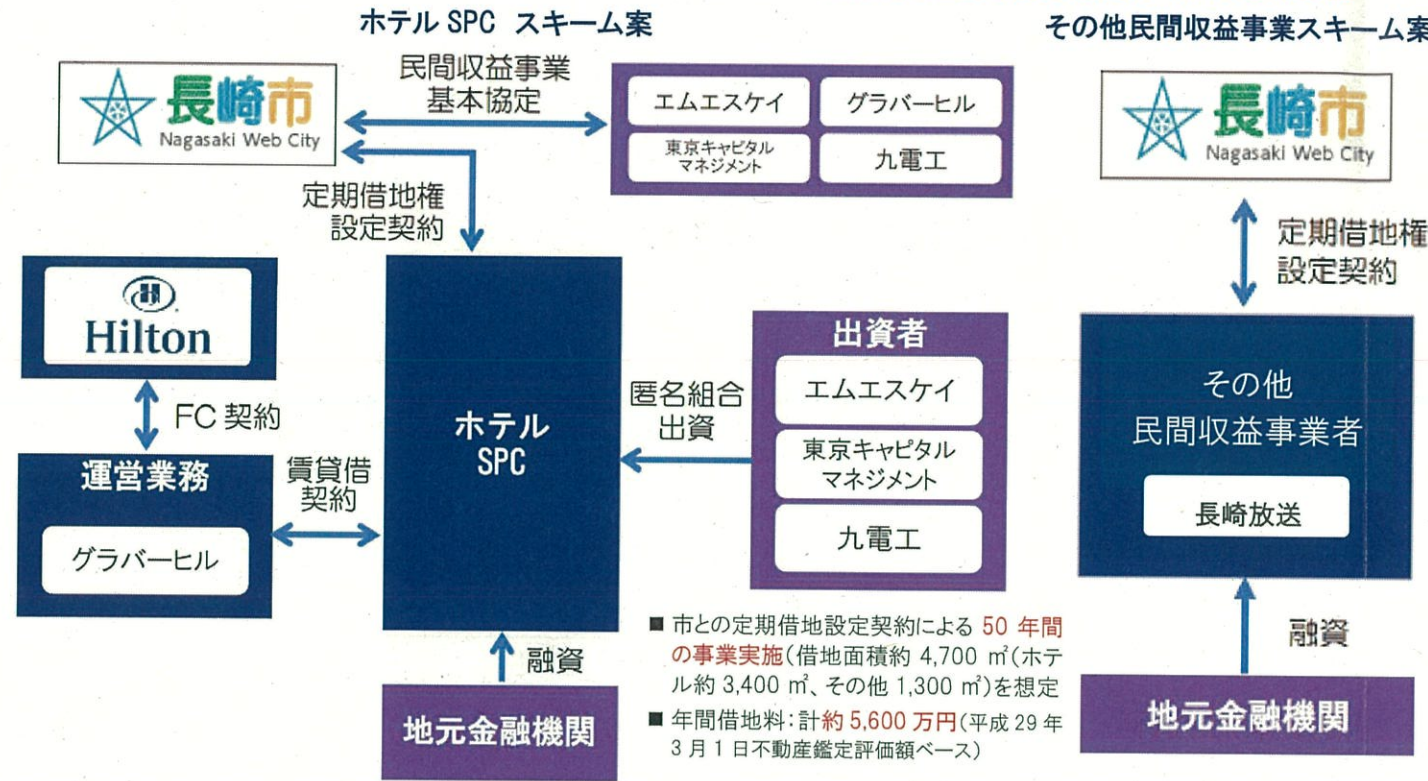 ホテル SPC スキーム案
長崎市
Nagasaki Web City
民間収益事業
基本協定
エムエスケイ
グラバーヒル
東京キャピタル
マネジメント
九電工
定期借地権
設定契約
Hilton
FC 契約
運営業務
グラバーヒル
賃貸借
契約
ホテル
SPC
匿名組合
出資
出資者
エムエスケイ
東京キャピタル
マネジメント
九電工
融資
地元金融機関
■ 市との定期借地設定契約による 50 年間
の事業実施(借地面積約 4,700 ㎡(ホテ
ル約 3,400 ㎡、その他 1,300 ㎡)を想定
■ 年間借地料:計約 5,600 万円(平成 29 年
3 月 1 日不動産鑑定評価額ベース)
その他民間収益事業スキーム案
長崎市
Nagasaki Web City
定期借地権
設定契約
その他
民間収益事業者
長崎放送
融資
地元金融機関